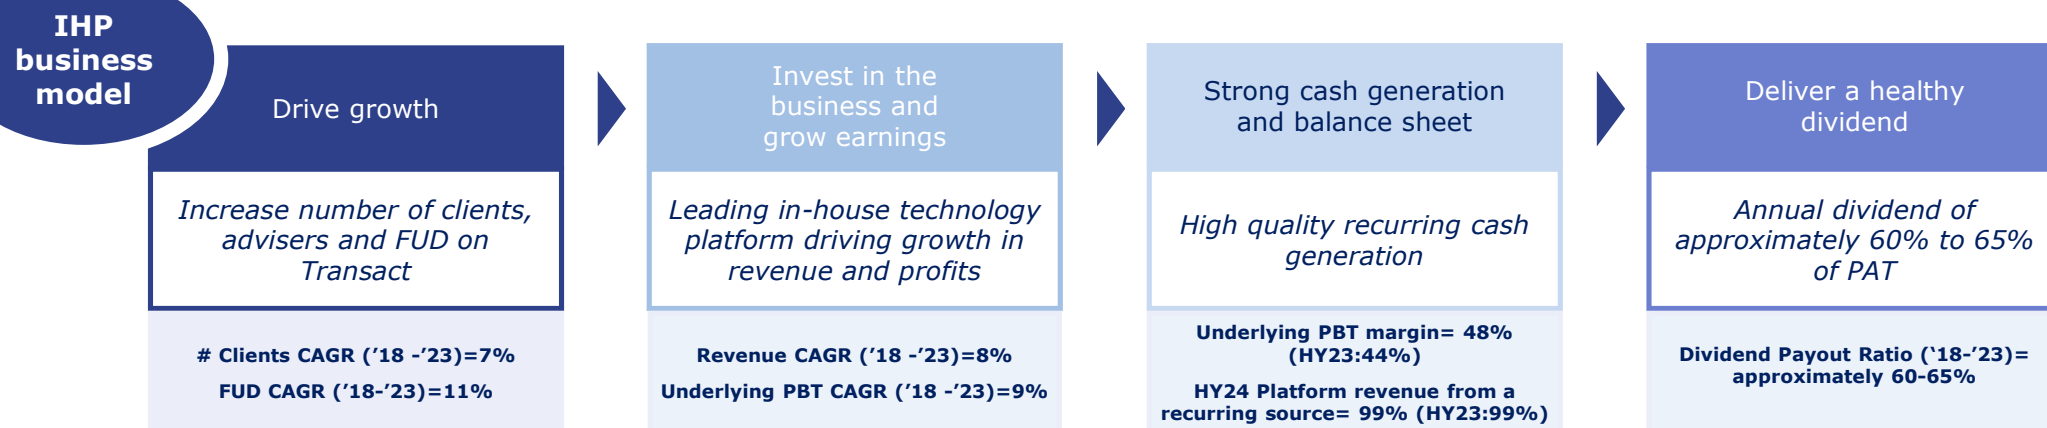 IHP
business
model
Drive growth
Increase number of clients,
advisers and FUD on
Transact
# Clients CAGR (’18 -’23)=7%
FUD CAGR (’18-’23)=11%
Invest in the
business and
grow earnings
Leading in-house technology
platform driving growth in
revenue and profits
Revenue CAGR (’18 -’23)=8%
Underlying PBT CAGR (’18 -’23)=9%
Strong cash generation
and balance sheet
High quality recurring cash
generation
Underlying PBT margin= 48%
(HY23:44%)
HY24 Platform revenue from a
recurring source= 99% (HY23:99%)
Deliver a healthy
dividend
Annual dividend of
approximately 60% to 65%
of PAT
Dividend Payout Ratio (‘18-’23)=
approximately 60-65%